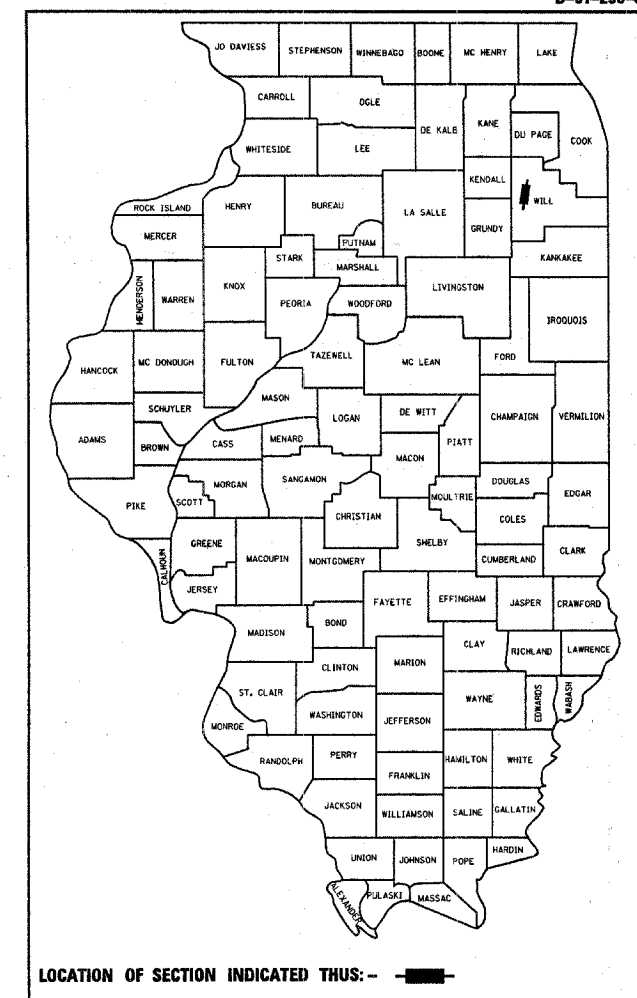 JO DAVIESS STEPHENSON WINNEBAGO BOONE MC HENRY LAKE
CARROLL OGLE DE KALB KANE DU PAGE COOK
WHITESIDE LEE
KENDALL WILL
ROCK ISLAND HENRY BUREAU LA SALLE
MERCER PUTNAM GRUNDY
STARK MARSHALL KANKAKEE
HENDERSON WARREN KNOX PEORIA WOODFORD LIVINGSTON IROQUOIS
HANCOCK MC DONOUGH FULTON TAZEWELL MC LEAN FORD
SCHUYLER MASON LOGAN DE WITT CHAMPAIGN VERMILION
ADAMS BROWN CASS MENARD PIATT
MORGAN SANGAMON MACON
PIKE SCOTT CHRISTIAN MOULTRIE DOUGLAS EDGAR
COLES
CALHOUN GREENE MACOUPIN MONTGOMERY SHELBY CUMBERLAND CLARK
JERSEY
FAYETTE EFFINGHAM JASPER CRAWFORD
MADISON BOND
CLAY RICHLAND LAWRENCE
CLINTON MARION
ST. CLAIR WAYNE EDWARDS WABASH
MONROE WASHINGTON JEFFERSON
RANDOLPH PERRY HAMILTON WHITE
FRANKLIN
JACKSON WILLIAMSON SALINE GALLATIN
UNION JOHNSON POPE HARDIN
ALEXANDER PULASKI MASSAC
LOCATION OF SECTION INDICATED THUS:-